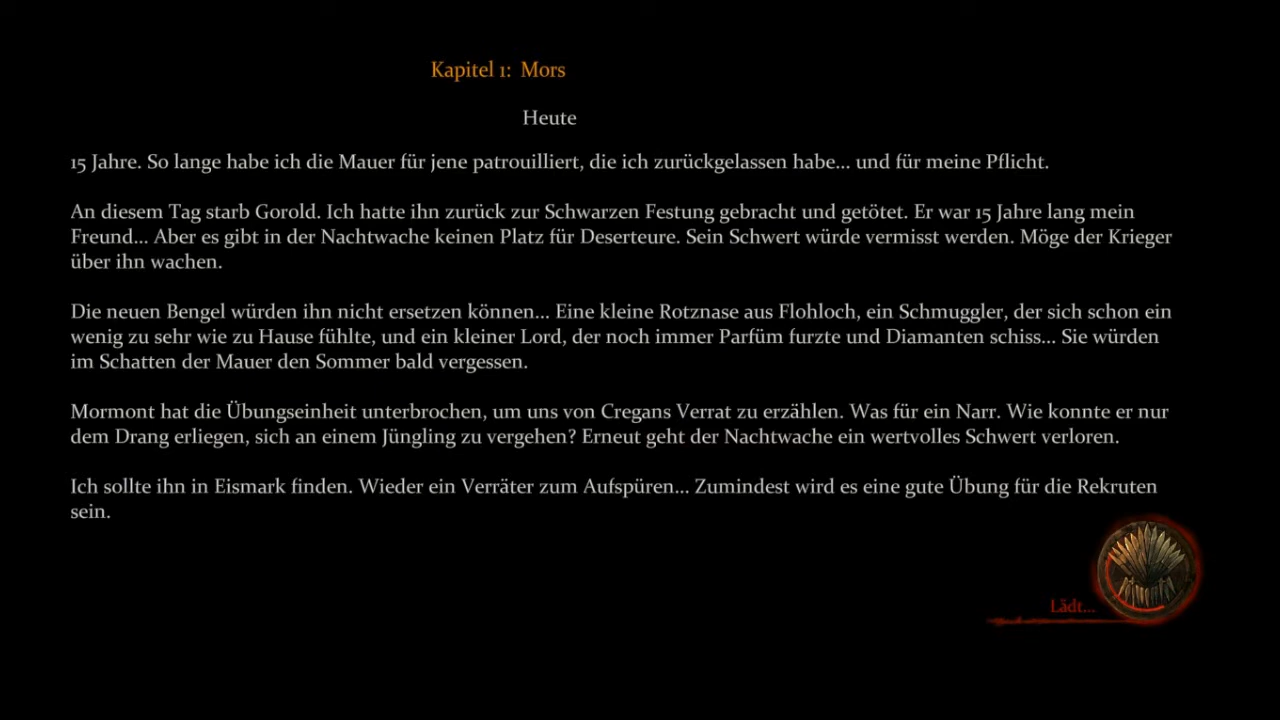 Kapitel 1: Mors
Heute
15 Jahre. So lange habe ich die Mauer für jene patrouilliert, die ich zurückgelassen habe... und für meine Pflicht.
An diesem Tag starb Gorold. Ich hatte ihn zurück zur Schwarzen Festung gebracht und getötet. Er war 15 Jahre lang mein
Freund... Aber es gibt in der Nachtwache keinen Platz für Deserteure. Sein Schwert würde vermisst werden. Möge der Krieger
über ihn wachen.
Die neuen Bengel würden ihn nicht ersetzen können... Eine kleine Rotznase aus Flohloch, ein Schmuggler, der sich schon ein
wenig zu sehr wie zu Hause fühlte, und ein kleiner Lord, der noch immer Parfüm furzte und Diamanten schiss... Sie würden
im Schatten der Mauer den Sommer bald vergessen.
Mormont hat die Übungseinheit unterbrochen, um uns von Cregans Verrat zu erzählen. Was für ein Narr. Wie konnte er nur
dem Drang erliegen, sich an einem Jüngling zu vergehen? Erneut geht der Nachtwache ein wertvolles Schwert verloren.
Ich sollte ihn in Eismark finden. Wieder ein Verräter zum Aufspüren... Zumindest wird es eine gute Übung für die Rekruten
sein.
Lädt...